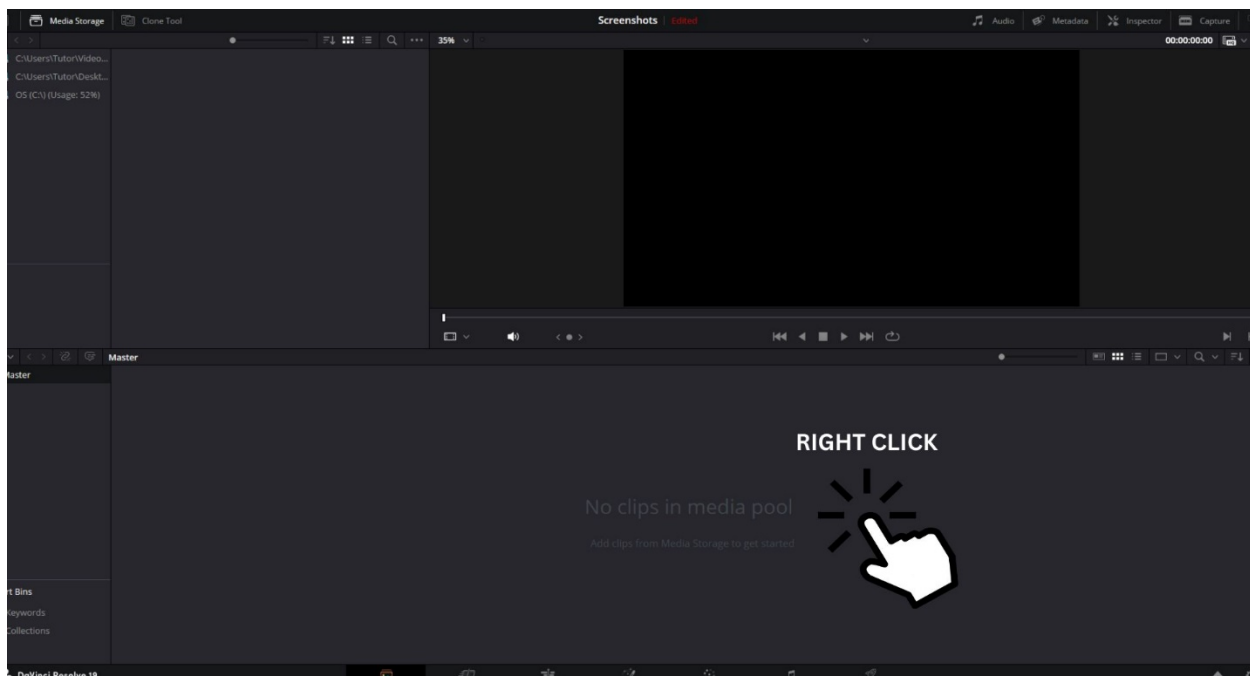 Media Storage Clone Tool Screenshots Edited Audio Metadata Inspector Capture
35% 00:00:00:00
C:\Users\Tutor\Video...
C:\Users\Tutor\Deskt...
OS (C:\) (Usage: 52%)
Master
Master
RIGHT CLICK
No clips in media pool
Add clips from Media Storage to get started
rt Bins
Keywords
Collections
DaVinci Resolve 19